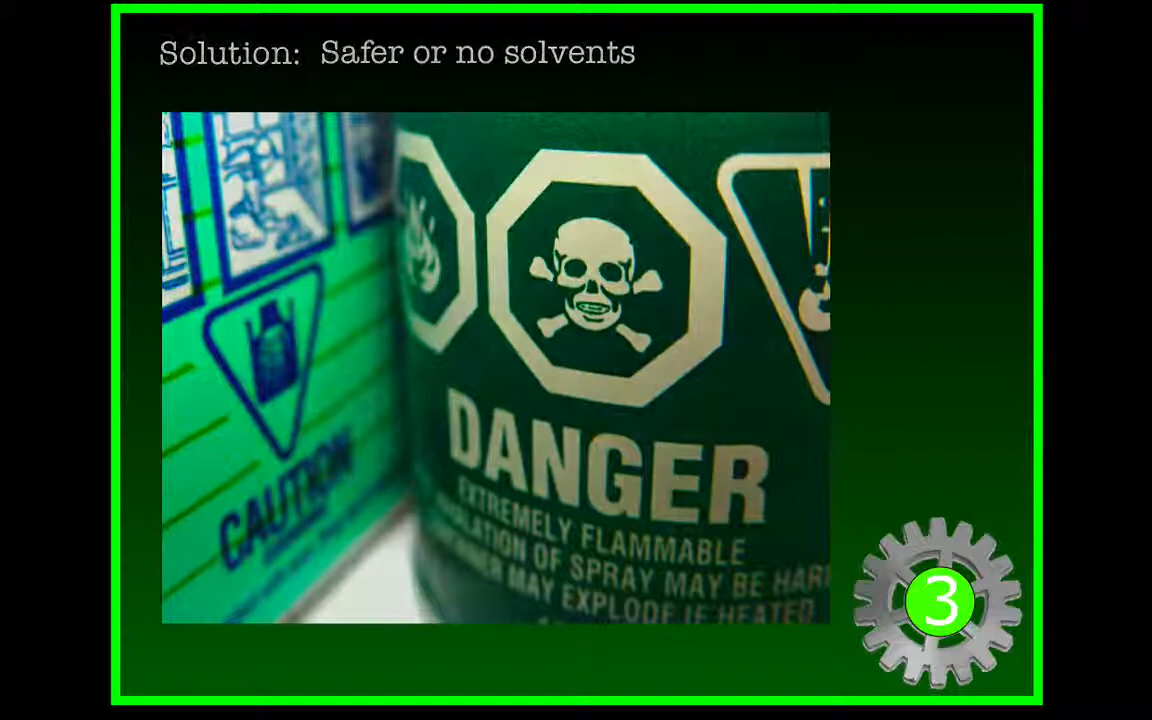 Solution: Safer or no solvents
CAUTION
DANGER
EXTREMELY FLAMMABLE
OF SPRAY MAY BE
MAY EXPLODE IF HEATED
3